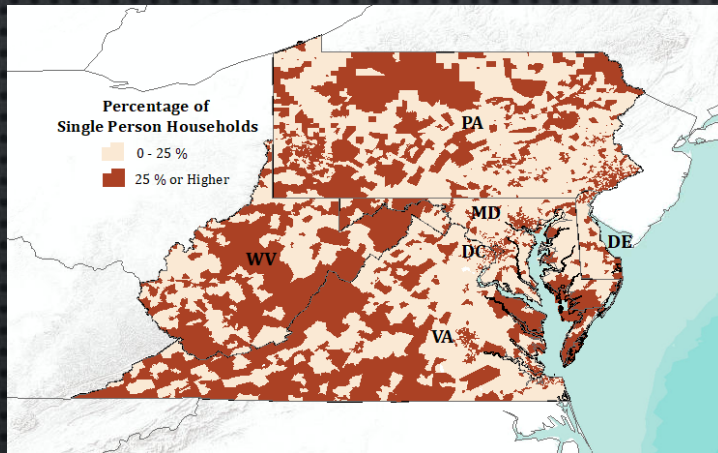 Percentage of
Single Person Households
0 - 25 %
25 % or Higher
PA
MD
DC
DE
WV
VA